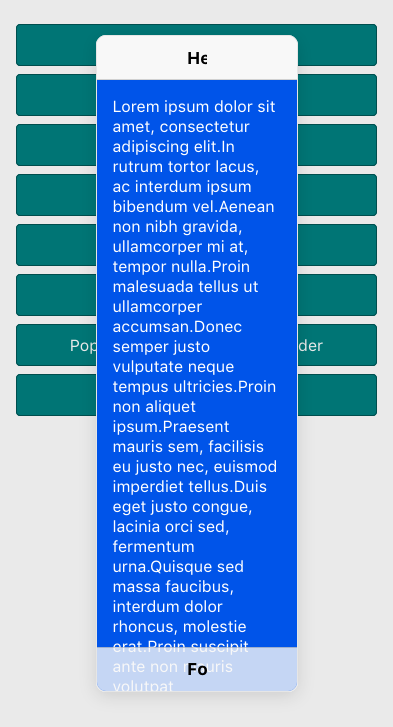 He
Lorem ipsum dolor sit
amet, consectetur
adipiscing elit.In
rutrum tortor lacus,
ac interdum ipsum
bibendum vel.Aenean
non nibh gravida,
ullamcorper mi at,
tempor nulla.Proin
malesuada tellus ut
ullamcorper
accumsan.Donec
semper justo
vulputate neque
tempus ultricies.Proin
non aliquet
ipsum.Praesent
mauris sem, facilisis
eu justo nec, euismod
imperdiet tellus.Duis
eget justo congue,
lacinia orci sed,
fermentum
urna.Quisque sed
massa faucibus,
interdum dolor
rhoncus, molestie
erat.Proin suscipit
ante non mauris
volutpat
Fo
Pop
der